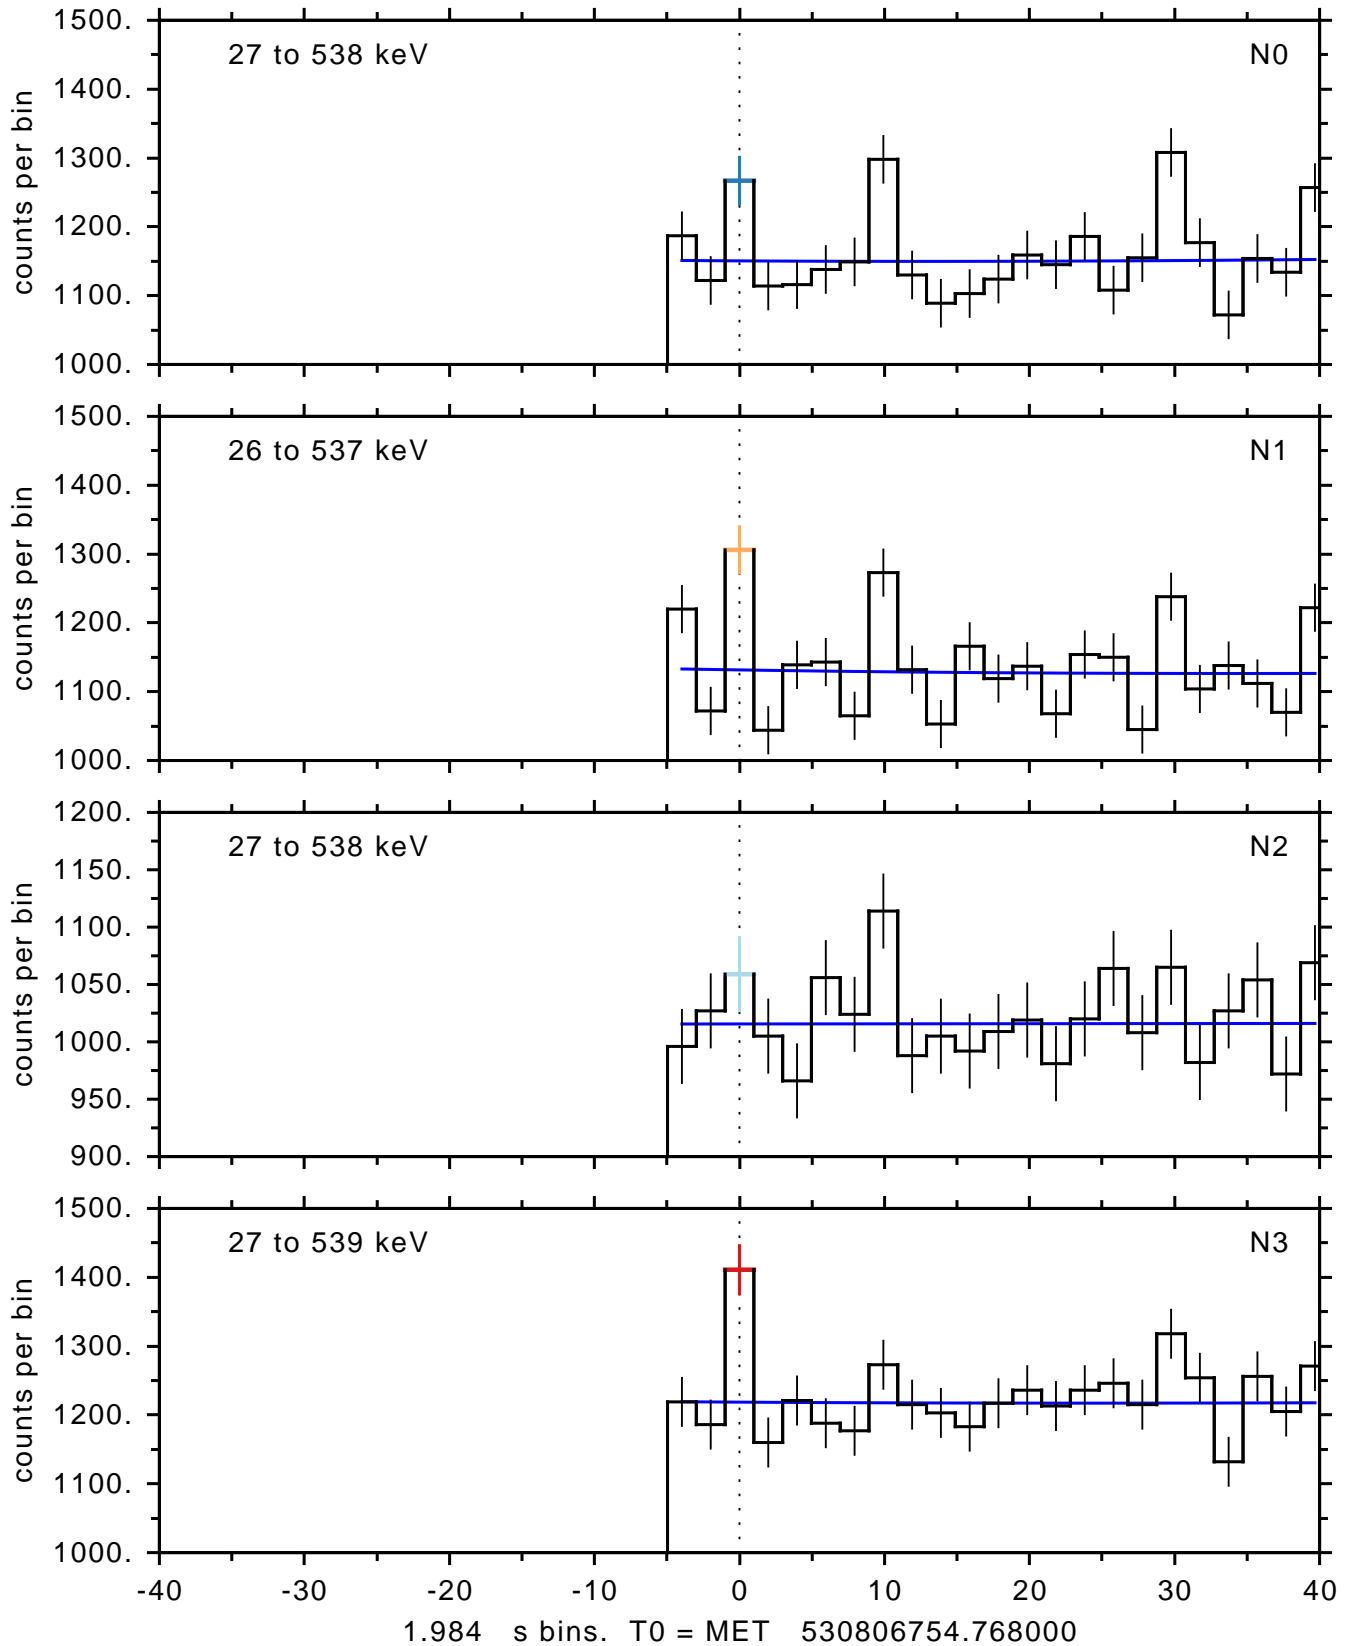 1500.
27 to 538 keV N0
1400.
1300.
1200.
1100.
1000.
counts per bin
1500.
26 to 537 keV N1
1400.
1300.
1200.
1100.
1000.
counts per bin
1200.
27 to 538 keV N2
1150.
1100.
1050.
1000.
950.
900.
counts per bin
1500.
27 to 539 keV N3
1400.
1300.
1200.
1100.
1000.
counts per bin
-40 -30 -20 -10 0 10 20 30 40
1.984 s bins. T0 = MET 530806754.768000